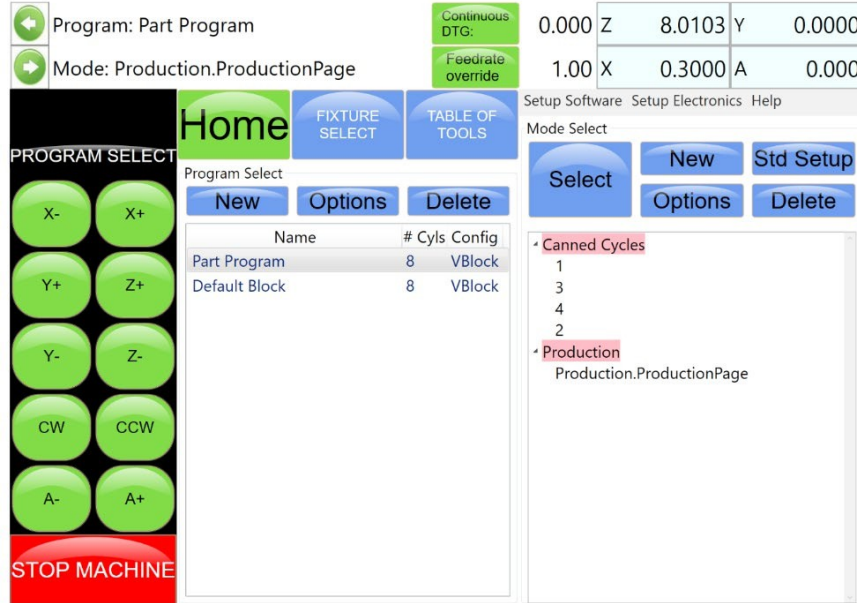 Program: Part Program
Continuous DTG:
0.000 Z 8.0103 Y 0.0000
Mode: Production.ProductionPage
Feedrate override
1.00 X 0.3000 A 0.000
PROGRAM SELECT
X- X+
Y+ Z+
Y- Z-
CW CCW
A- A+
STOP MACHINE
Home
FIXTURE SELECT
TABLE OF TOOLS
Program Select
New Options Delete
Name # Cyls Config
Part Program 8 VBlock
Default Block 8 VBlock
Setup Software Setup Electronics Help
Mode Select
Select
New Std Setup
Options Delete
Canned Cycles
1
3
4
2
Production
Production.ProductionPage